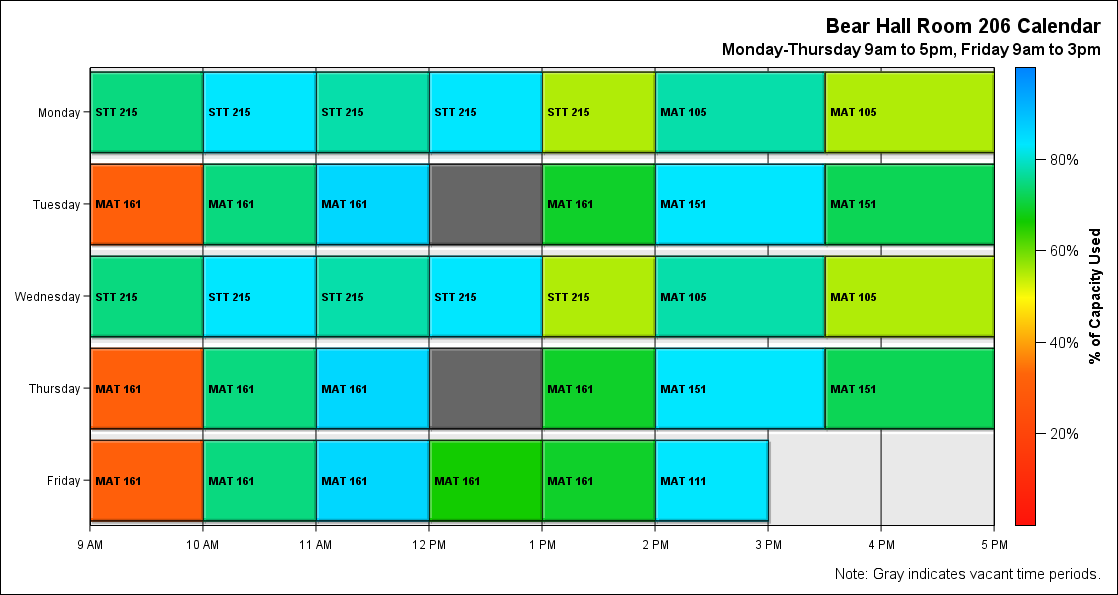 Bear Hall Room 206 Calendar
Monday-Thursday 9am to 5pm, Friday 9am to 3pm
Monday STT 215 STT 215 STT 215 STT 215 STT 215 MAT 105 MAT 105
Tuesday MAT 161 MAT 161 MAT 161 MAT 161 MAT 151 MAT 151
Wednesday STT 215 STT 215 STT 215 STT 215 STT 215 MAT 105 MAT 105
Thursday MAT 161 MAT 161 MAT 161 MAT 161 MAT 151 MAT 151
Friday MAT 161 MAT 161 MAT 161 MAT 161 MAT 161 MAT 111
9 AM 10 AM 11 AM 12 PM 1 PM 2 PM 3 PM 4 PM 5 PM
80%
60%
40%
20%
% of Capacity Used
Note: Gray indicates vacant time periods.